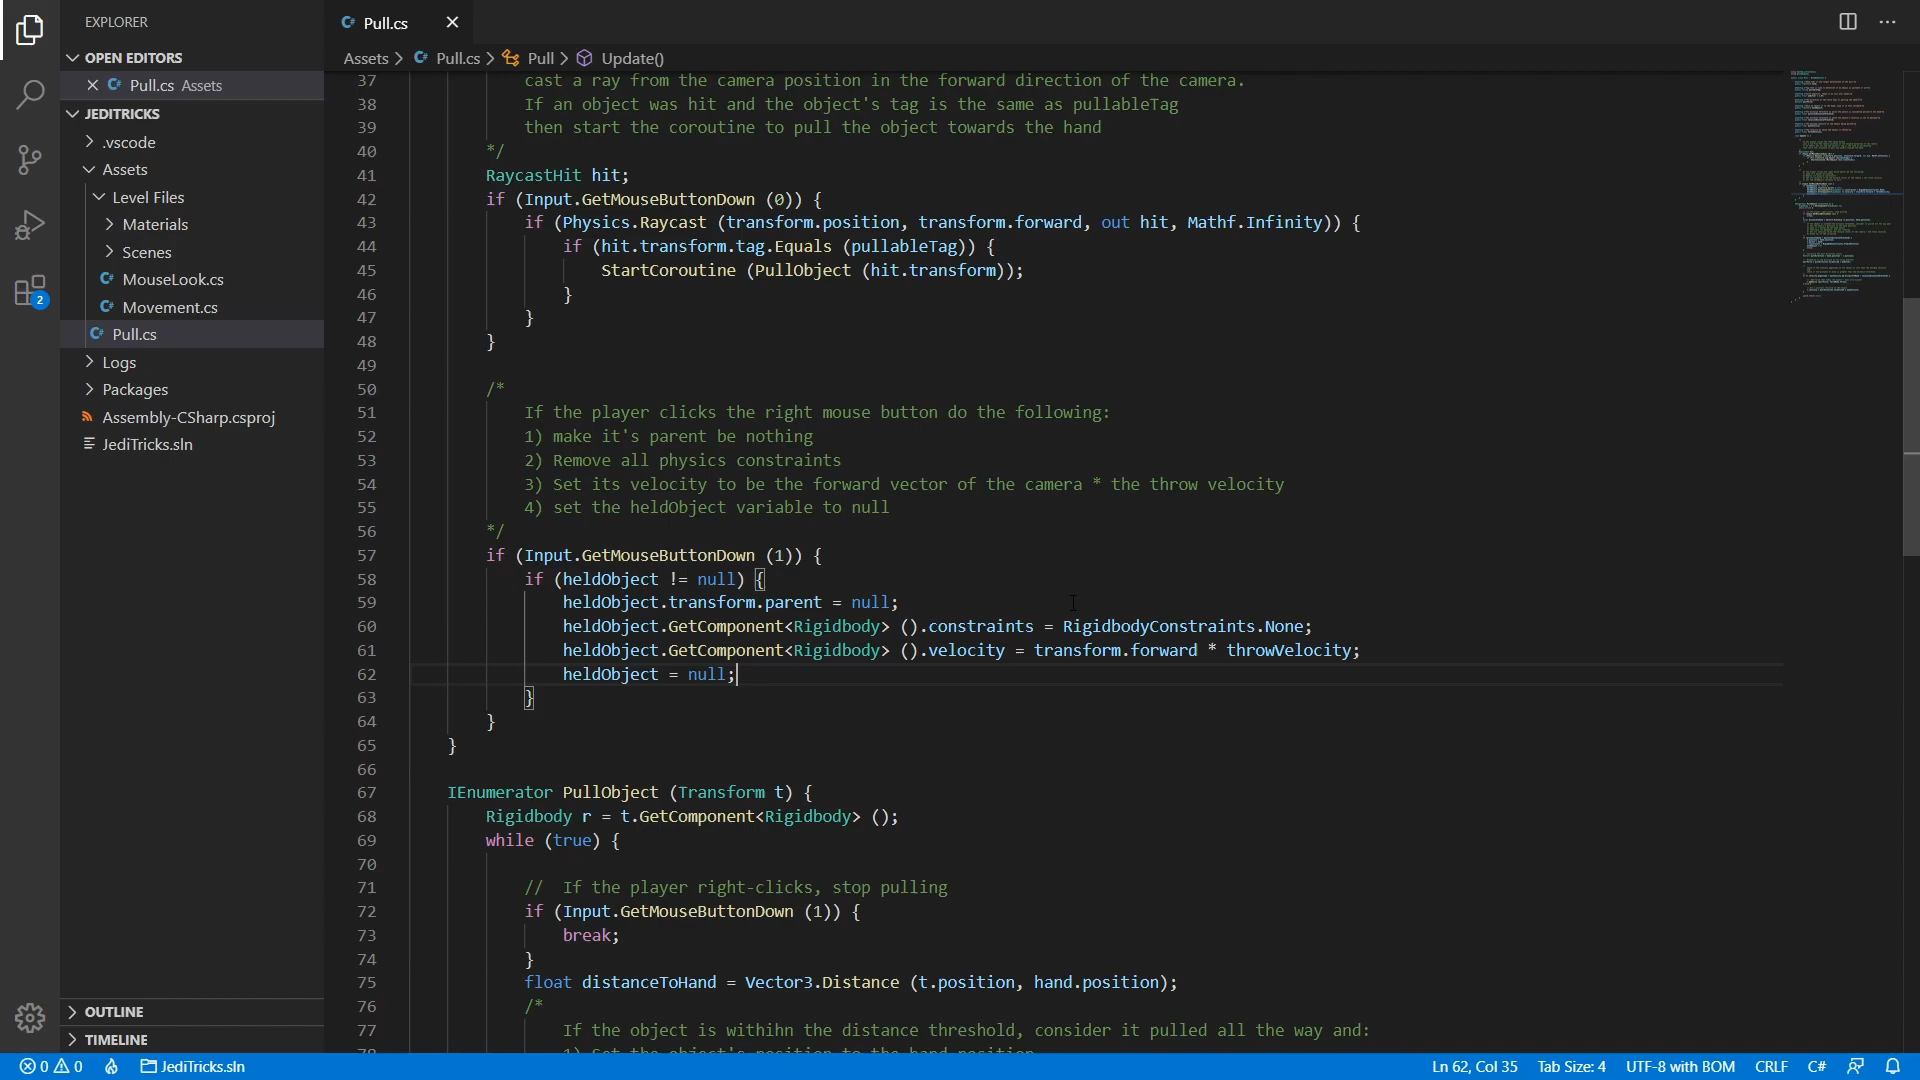 EXPLORER
OPEN EDITORS
Pull.cs Assets
JEDITRICKS
.vscode
Assets
Level Files
Materials
Scenes
MouseLook.cs
Movement.cs
Pull.cs
Logs
Packages
Assembly-CSharp.csproj
JediTricks.sln
OUTLINE
TIMELINE
2
Pull.cs
Assets > Pull.cs > Pull > Update()
37 cast a ray from the camera position in the forward direction of the camera.
38 If an object was hit and the object's tag is the same as pullableTag
39 then start the coroutine to pull the object towards the hand
40 */
41 RaycastHit hit;
42 if (Input.GetMouseButtonDown (0)) {
43 if (Physics.Raycast (transform.position, transform.forward, out hit, Mathf.Infinity)) {
44 if (hit.transform.tag.Equals (pullableTag)) {
45 StartCoroutine (PullObject (hit.transform));
46 }
47 }
48 }
49
50 /*
51 If the player clicks the right mouse button do the following:
52 1) make it's parent be nothing
53 2) Remove all physics constraints
54 3) Set its velocity to be the forward vector of the camera * the throw velocity
55 4) set the heldObject variable to null
56 */
57 if (Input.GetMouseButtonDown (1)) {
58 if (heldObject != null) {
59 heldObject.transform.parent = null;
60 heldObject.GetComponent<Rigidbody> ().constraints = RigidbodyConstraints.None;
61 heldObject.GetComponent<Rigidbody> ().velocity = transform.forward * throwVelocity;
62 heldObject = null;
63 }
64 }
65 }
66
67 IEnumerator PullObject (Transform t) {
68 Rigidbody r = t.GetComponent<Rigidbody> ();
69 while (true) {
70
71 // If the player right-clicks, stop pulling
72 if (Input.GetMouseButtonDown (1)) {
73 break;
74 }
75 float distanceToHand = Vector3.Distance (t.position, hand.position);
76 /*
77 If the object is withihn the distance threshold, consider it pulled all the way and:
78 1) Set the object's position to the hand position
0 0 JediTricks.sln
Ln 62, Col 35 Tab Size: 4 UTF-8 with BOM CRLF C#